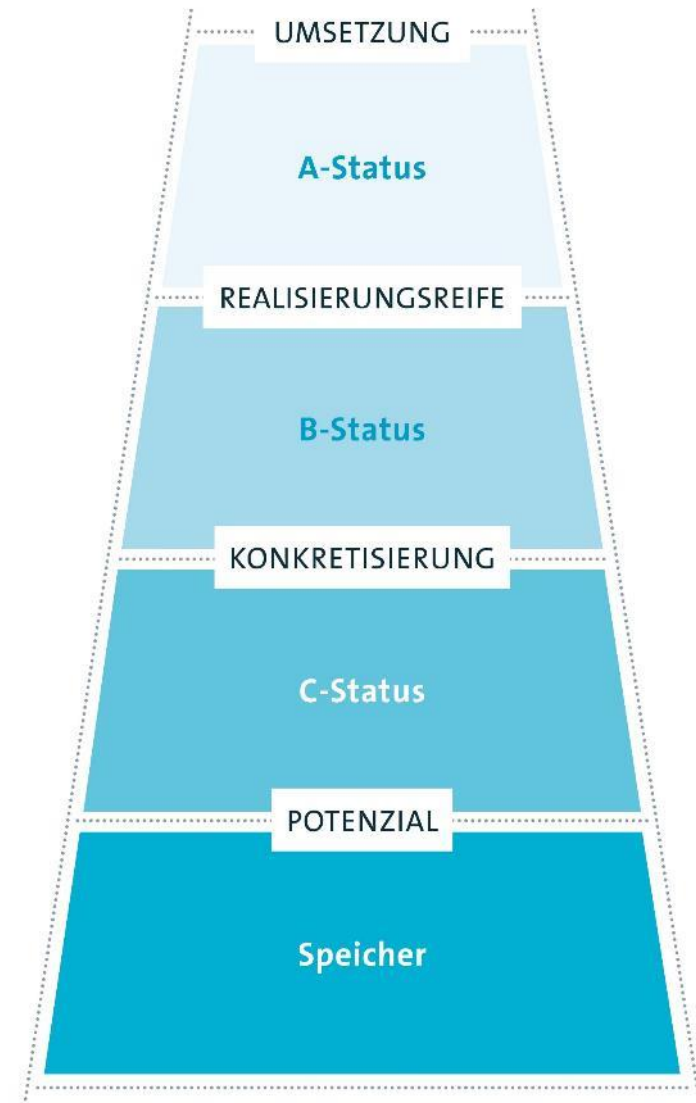 UMSETZUNG
A-Status
REALISIERUNGSREIFE
B-Status
KONKRETISIERUNG
C-Status
POTENZIAL
Speicher